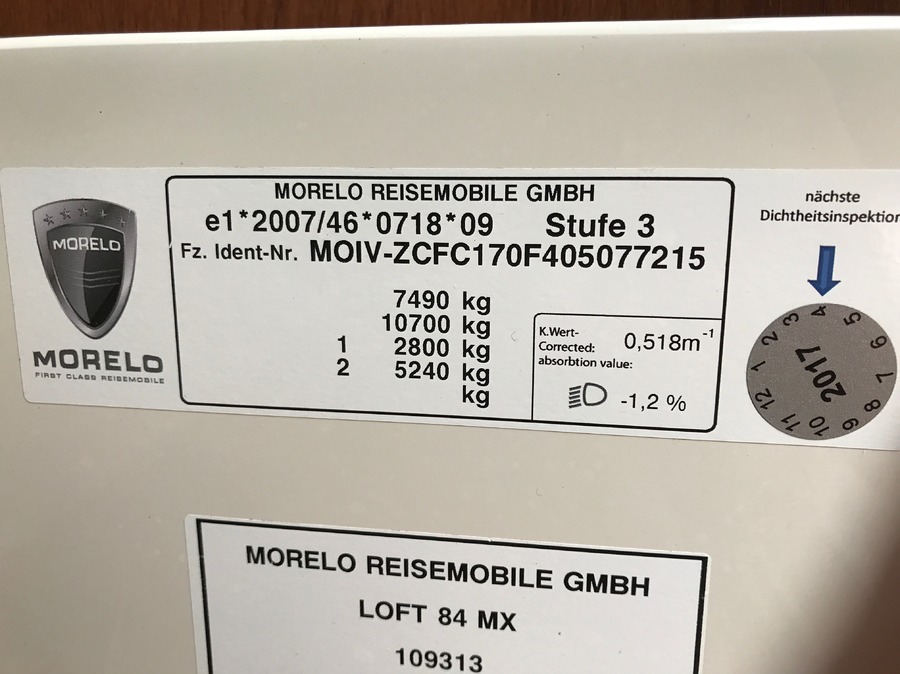 MORELO
MORELO
FIRST CLASS REISEMOBILE
MORELO REISEMOBILE GMBH
e1*2007/46*0718*09 Stufe 3
Fz. Ident-Nr. MOIV-ZCFC170F405077215
7490 kg
10700 kg
1 2800 kg
2 5240 kg
kg
K.Wert-
Corrected: 0,518m⁻¹
absorbtion value:
-1,2 %
nächste
Dichtheitsinspektion
1 2 3 4 5 6 7 8 9 10 11 12
2017
MORELO REISEMOBILE GMBH
LOFT 84 MX
109313